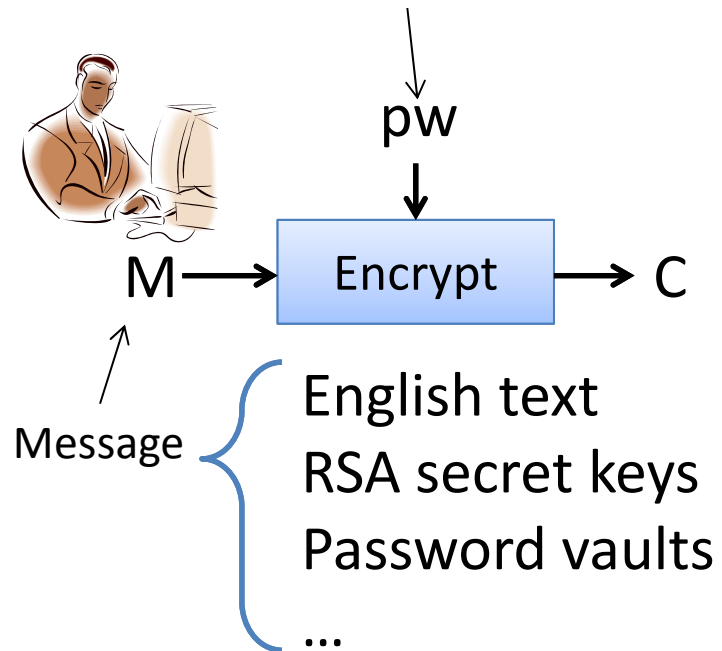 pw
M Encrypt C
Message
English text
RSA secret keys
Password vaults
...